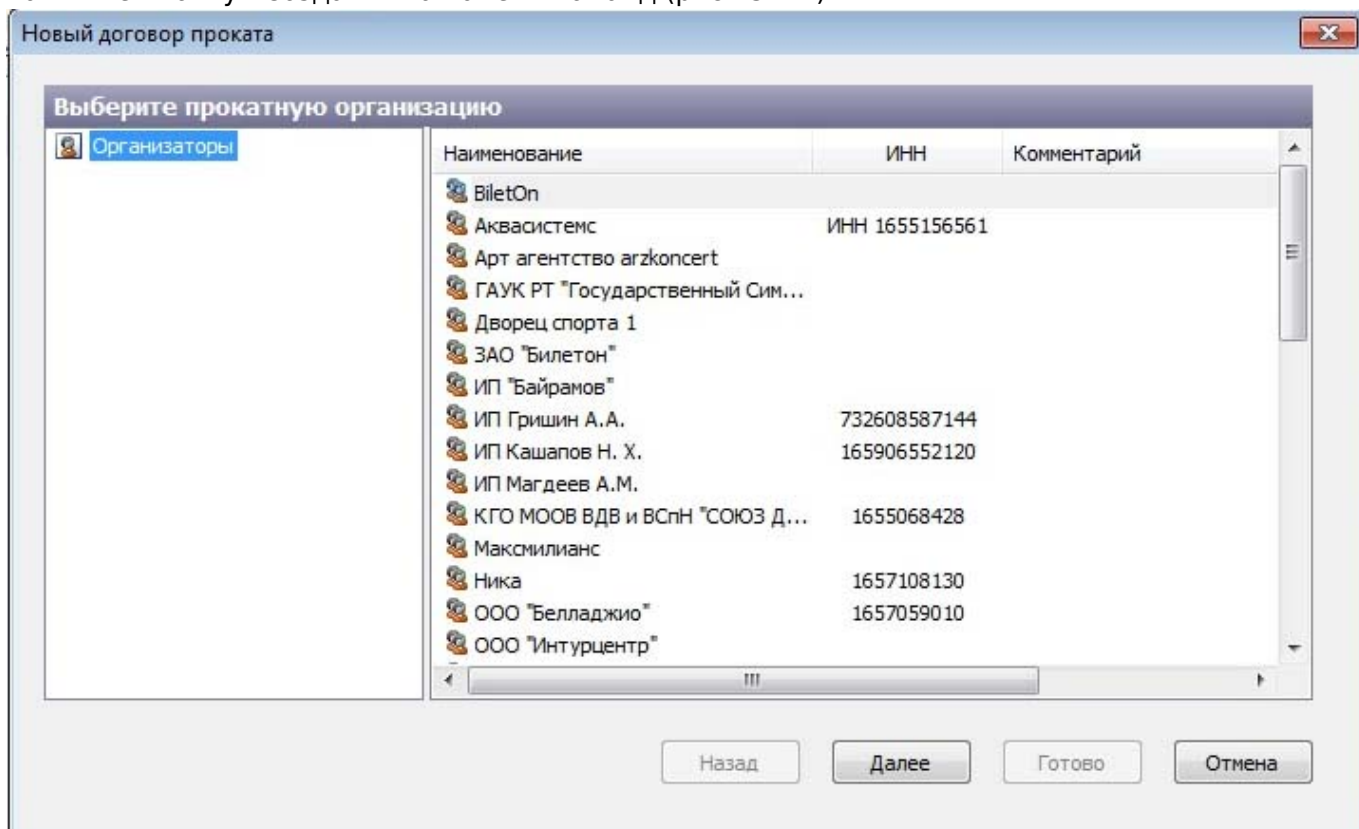 Новый договор проката
Выберите прокатную организацию
Организаторы
Наименование ИНН Комментарий
BiletOn
Аквасистемс ИНН 1655156561
Арт агентство arzkoncert
ГАУК РТ "Государственный Сим...
Дворец спорта 1
ЗАО "Билетон"
ИП "Байрамов"
ИП Гришин А.А. 732608587144
ИП Кашапов Н. Х. 165906552120
ИП Магдеев А.М.
КГО МООВ ВДВ и ВСпН "СОЮЗ Д... 1655068428
Максмилианс
Ника 1657108130
ООО "Белладжио" 1657059010
ООО "Интурцентр"
Назад Далее Готово Отмена